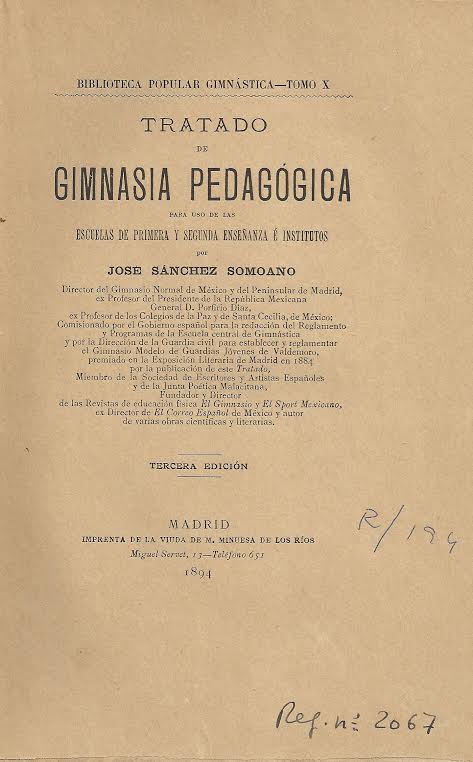 BIBLIOTECA POPULAR GIMNÁSTICA—TOMO X
TRATADO
DE
GIMNASIA PEDAGÓGICA
PARA USO DE LAS
ESCUELAS DE PRIMERA Y SEGUNDA ENSEÑANZA É INSTITUTOS
por
JOSÉ SÁNCHEZ SOMOANO
Director del Gimnasio Normal de México y del Peninsular de Madrid,
ex Profesor del Presidente de la República Mexicana
General D. Porfirio Díaz,
ex Profesor de los Colegios de la Paz y de Santa Cecilia, de México;
Comisionado por el Gobierno español para la redacción del Reglamento
y Programas de la Escuela central de Gimnástica
y por la Dirección de la Guardia civil para establecer y reglamentar
el Gimnasio Modelo de Guardias Jóvenes de Valdemoro,
premiado en la Exposición Literaria de Madrid en 1884
por la publicación de este Tratado,
Miembro de la Sociedad de Escritores y Artistas Españoles
y de la Junta Poética Malacitana,
Fundador y Director
de las Revistas de educación física El Gimnasio y El Sport Mexicano,
ex Director de El Correo Español de México y autor
de varias obras científicas y literarias.
TERCERA EDICIÓN
MADRID
IMPRENTA DE LA VIUDA DE M. MINUESA DE LOS RÍOS
Miguel Servet, 13—Teléfono 651
1894
R/194
Reg. nº 2067